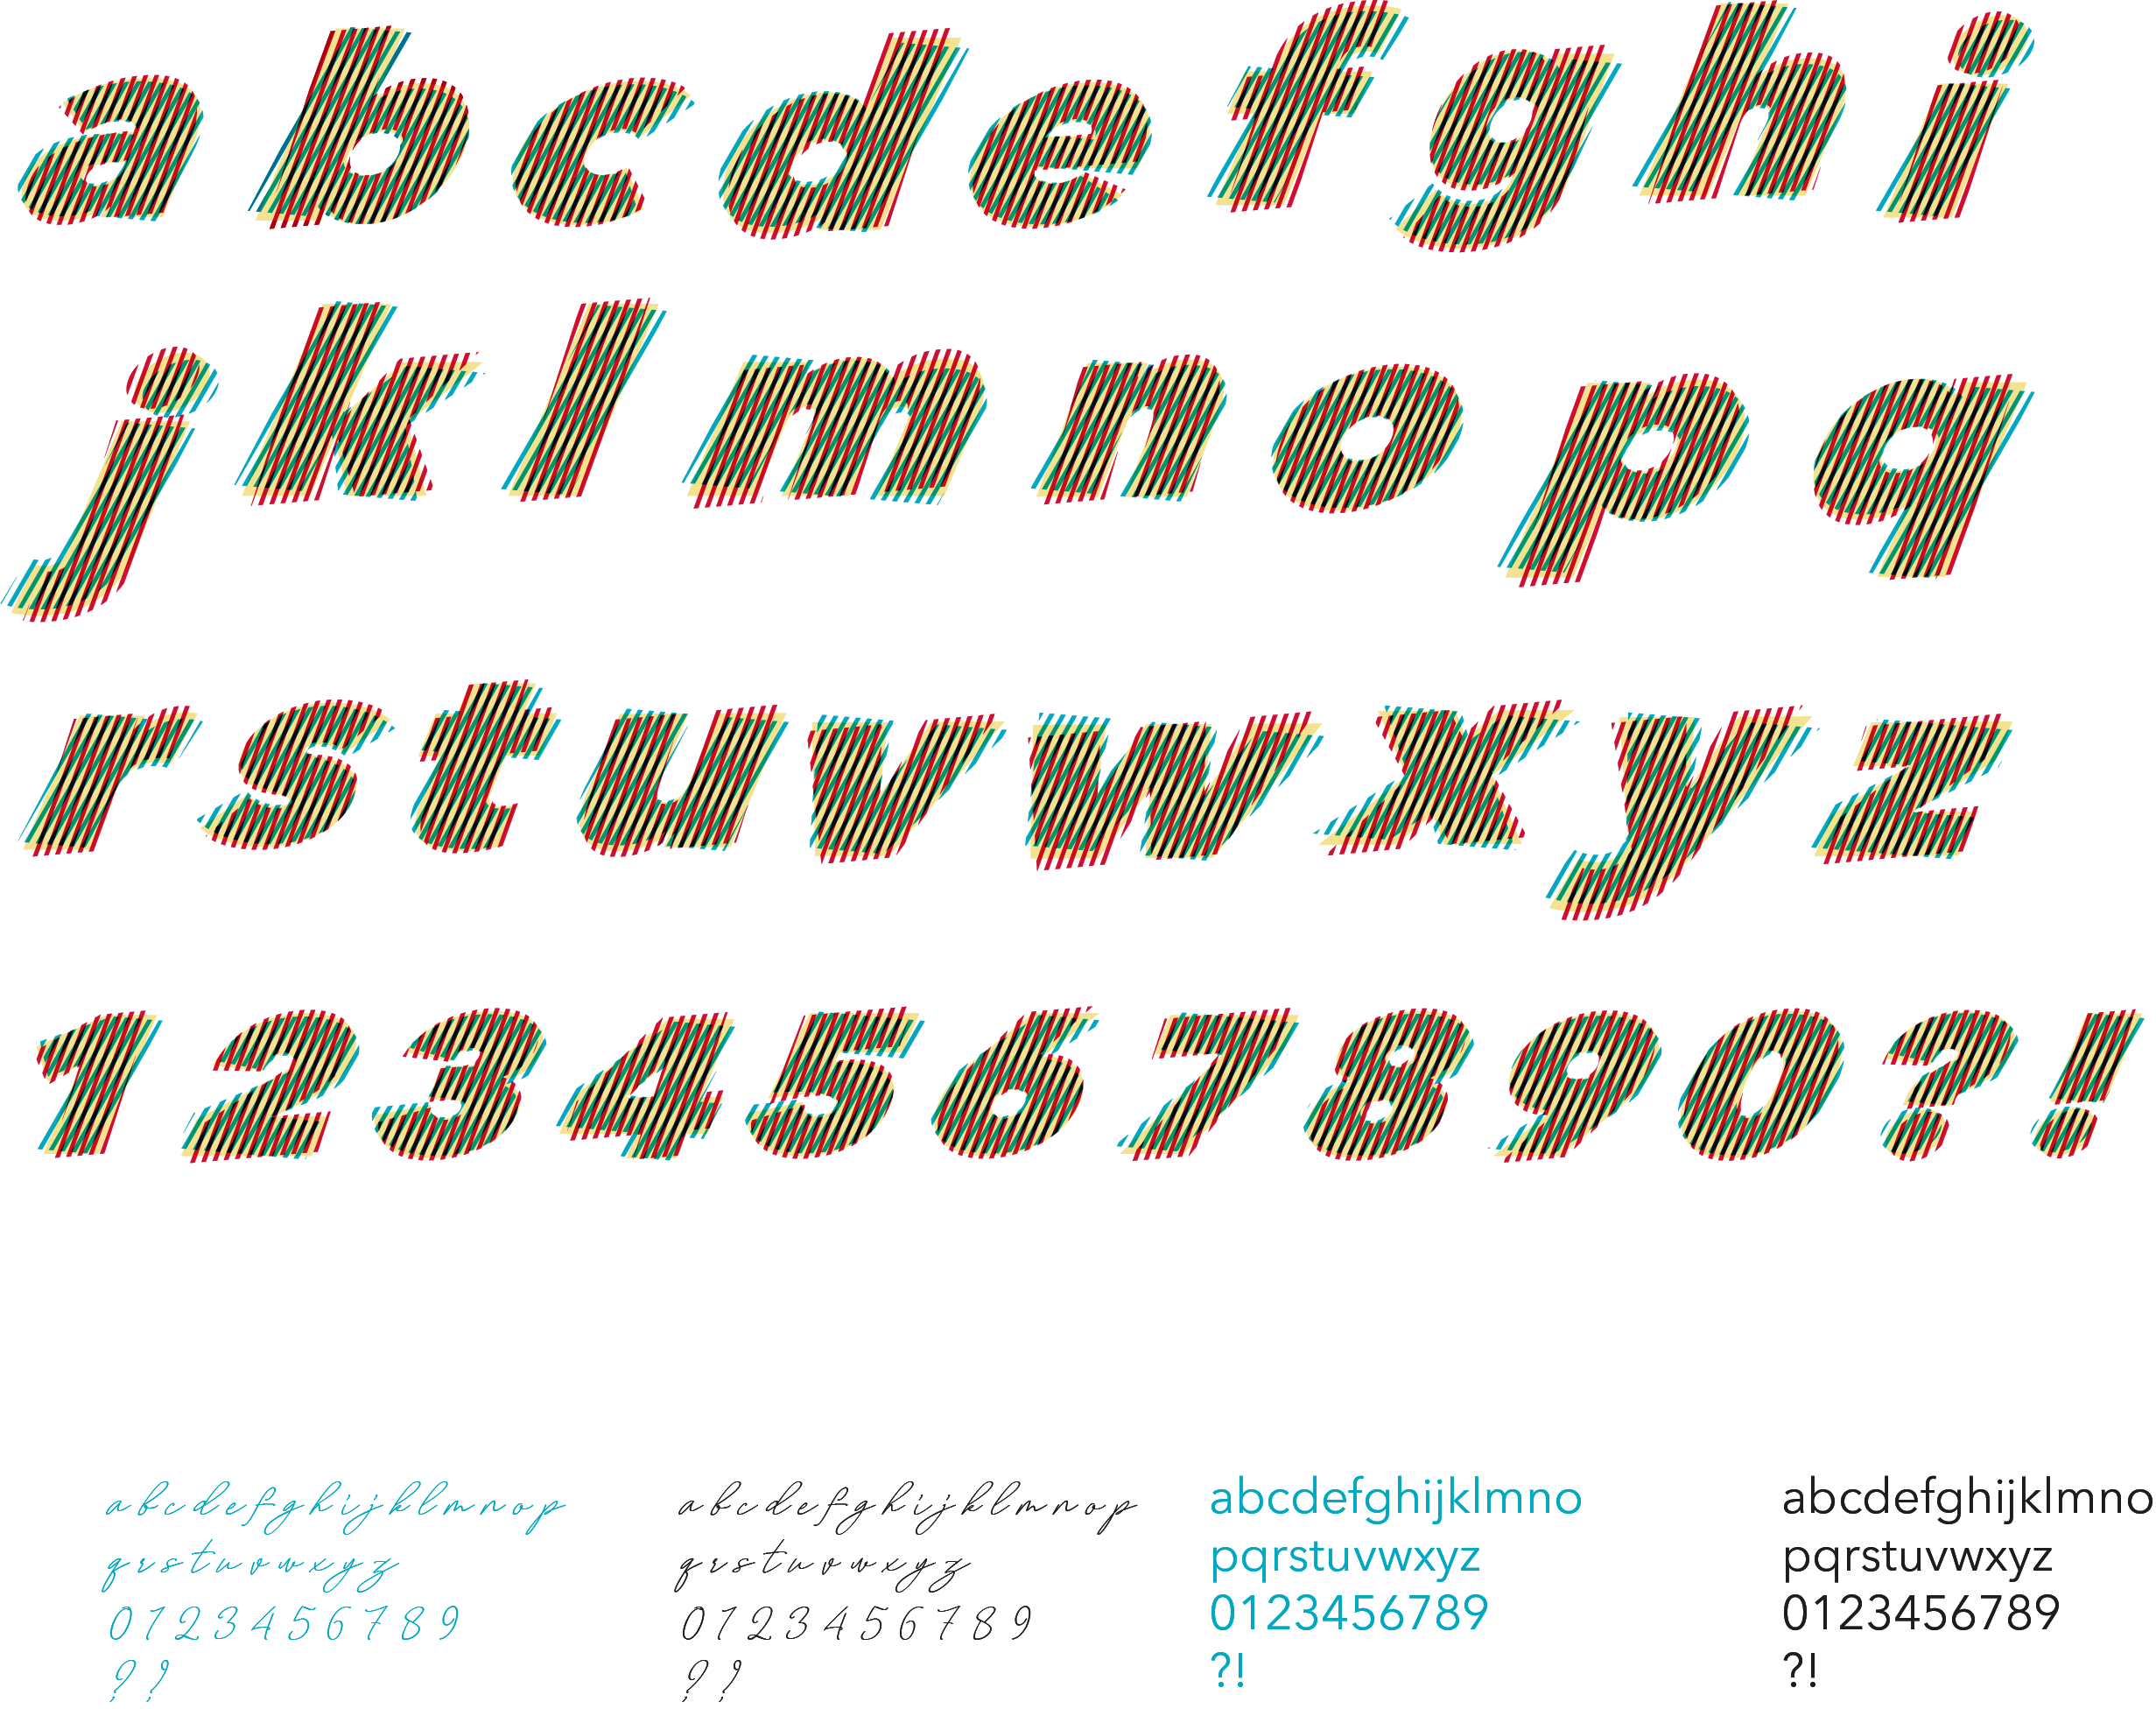 a b c d e f g h i
j k l m n o p q
r s t u v w x y z
1 2 3 4 5 6 7 8 9 0 ? !
a b c d e f g h i j k l m n o p
q r s t u v w x y z
0 1 2 3 4 5 6 7 8 9
? !
a b c d e f g h i j k l m n o p
q r s t u v w x y z
0 1 2 3 4 5 6 7 8 9
? !
abcdefghijklmno
pqrstuvwxyz
0123456789
?!
abcdefghijklmno
pqrstuvwxyz
0123456789
?!